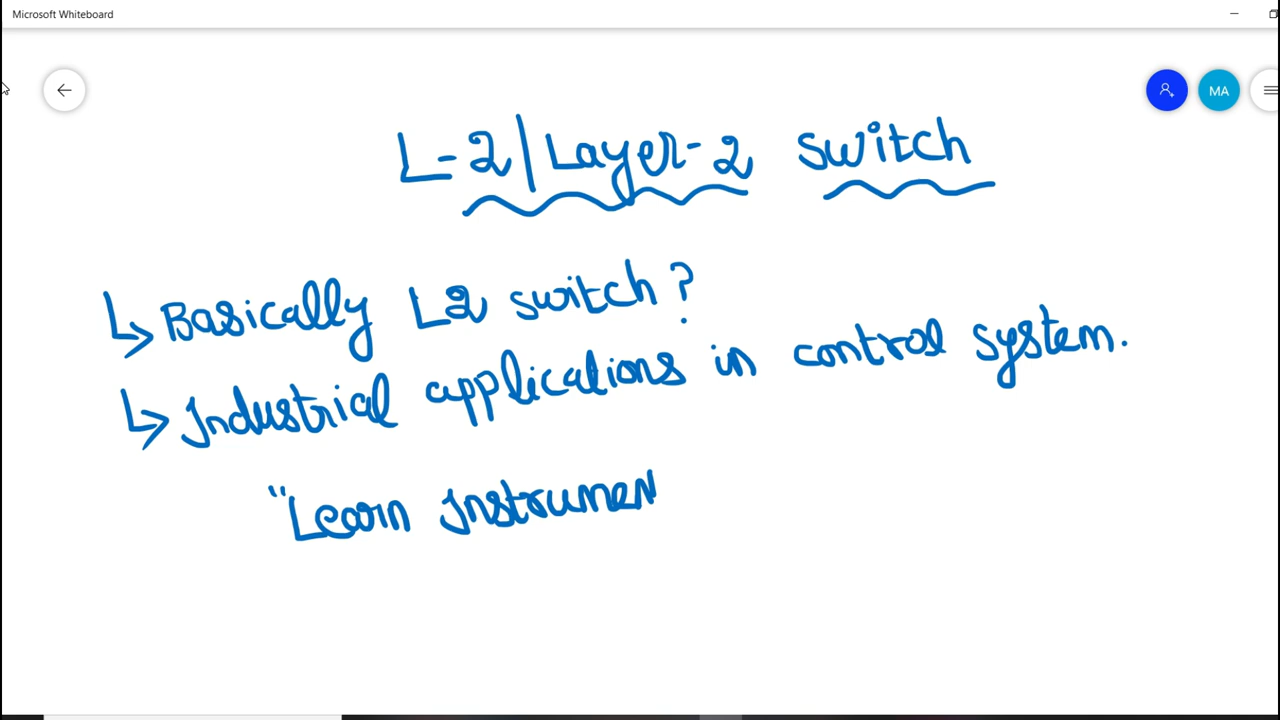 Microsoft Whiteboard
MA
L-2/Layer-2 switch
↳ Basically L2 switch?
↳ Industrial applications in control system.
"Learn Instrumen